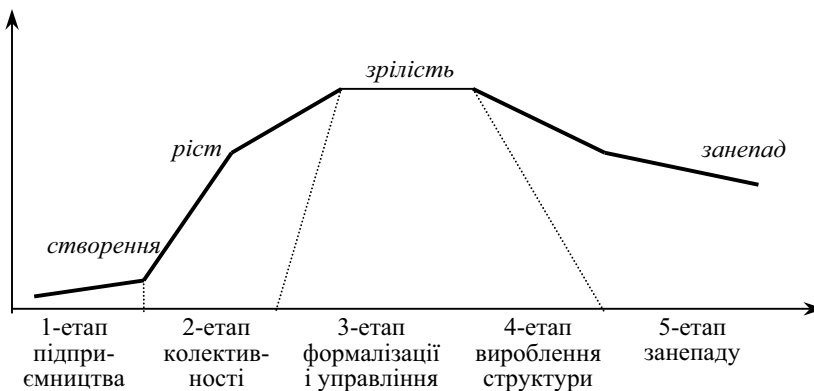 зрілість
ріст
занепад
створення
1-етап
підпри-
ємництва
2-етап
колектив-
ності
3-етап
формалізації
і управління
4-етап
вироблення
структури
5-етап
занепаду